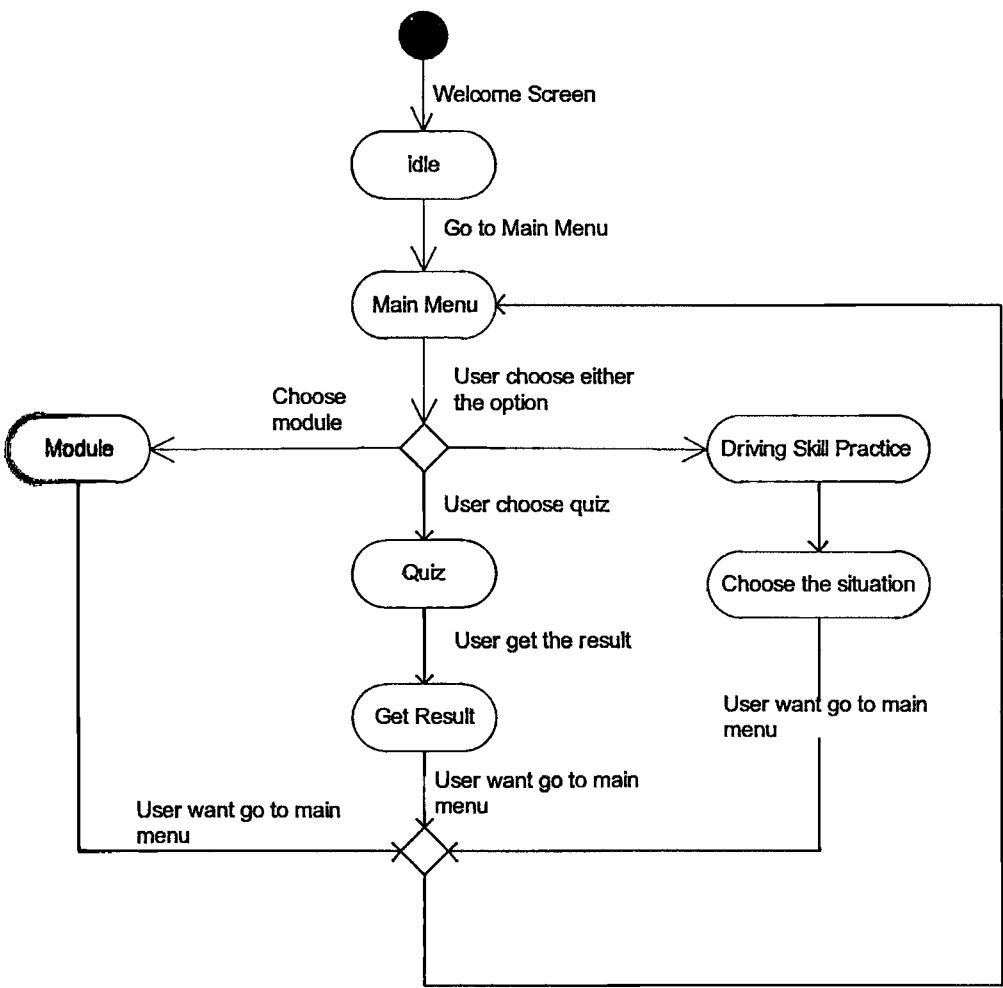 Welcome Screen
idle
Go to Main Menu
Main Menu
User choose either
the option
Choose
module
Module
Driving Skill Practice
User choose quiz
Quiz
Choose the situation
User get the result
Get Result
User want go to main
menu
User want go to main
menu
User want go to main
menu